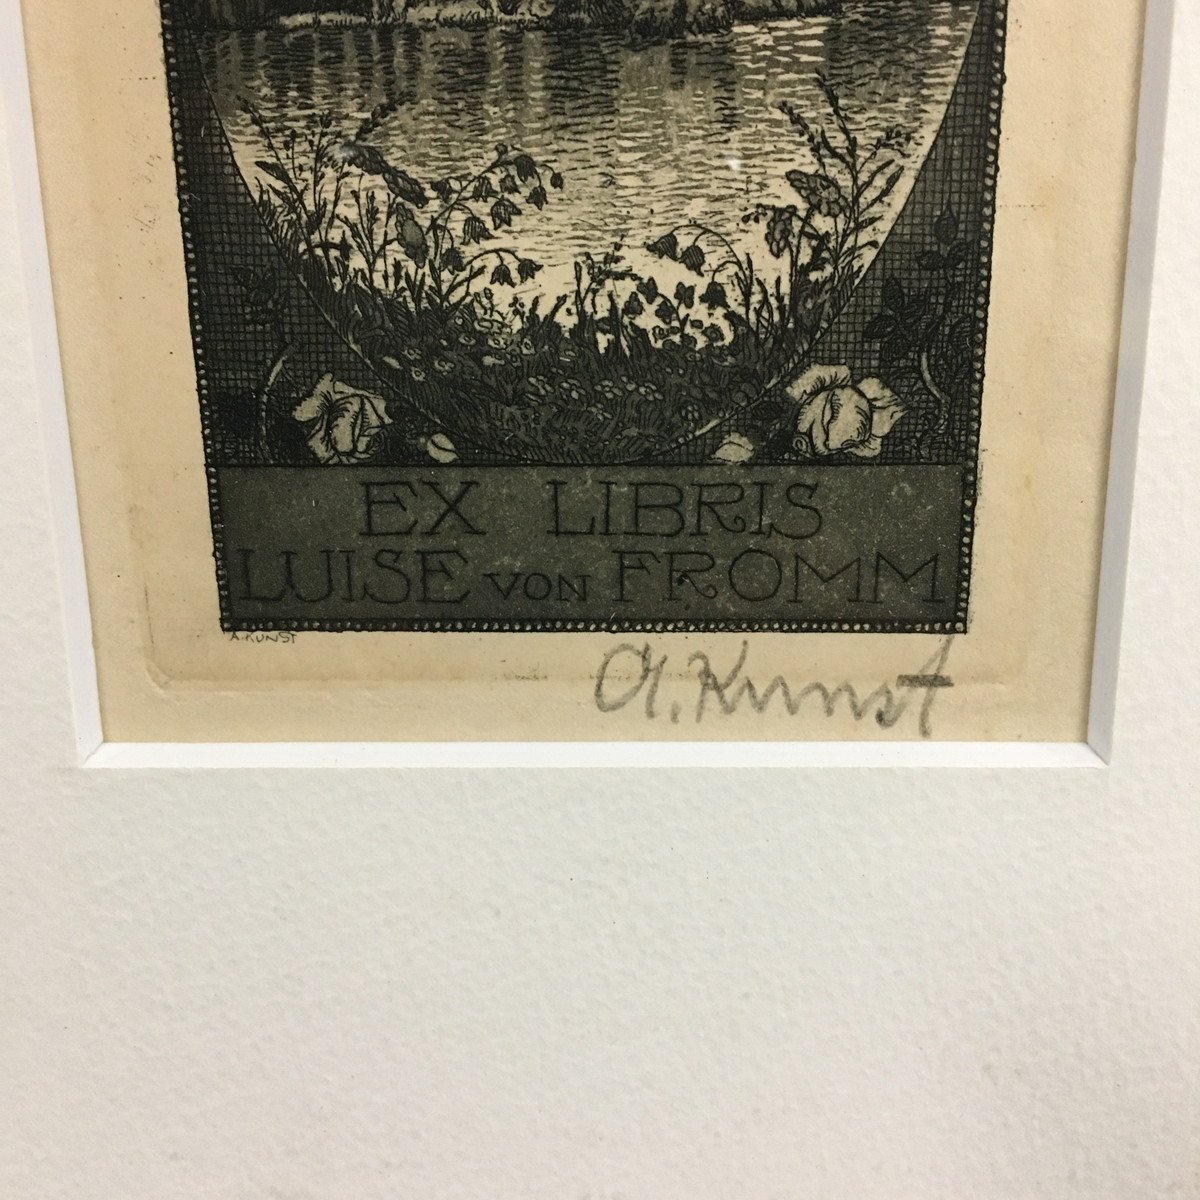 EX LIBRIS
LUISE VON FROMM
A. KUNST
A. Kunst